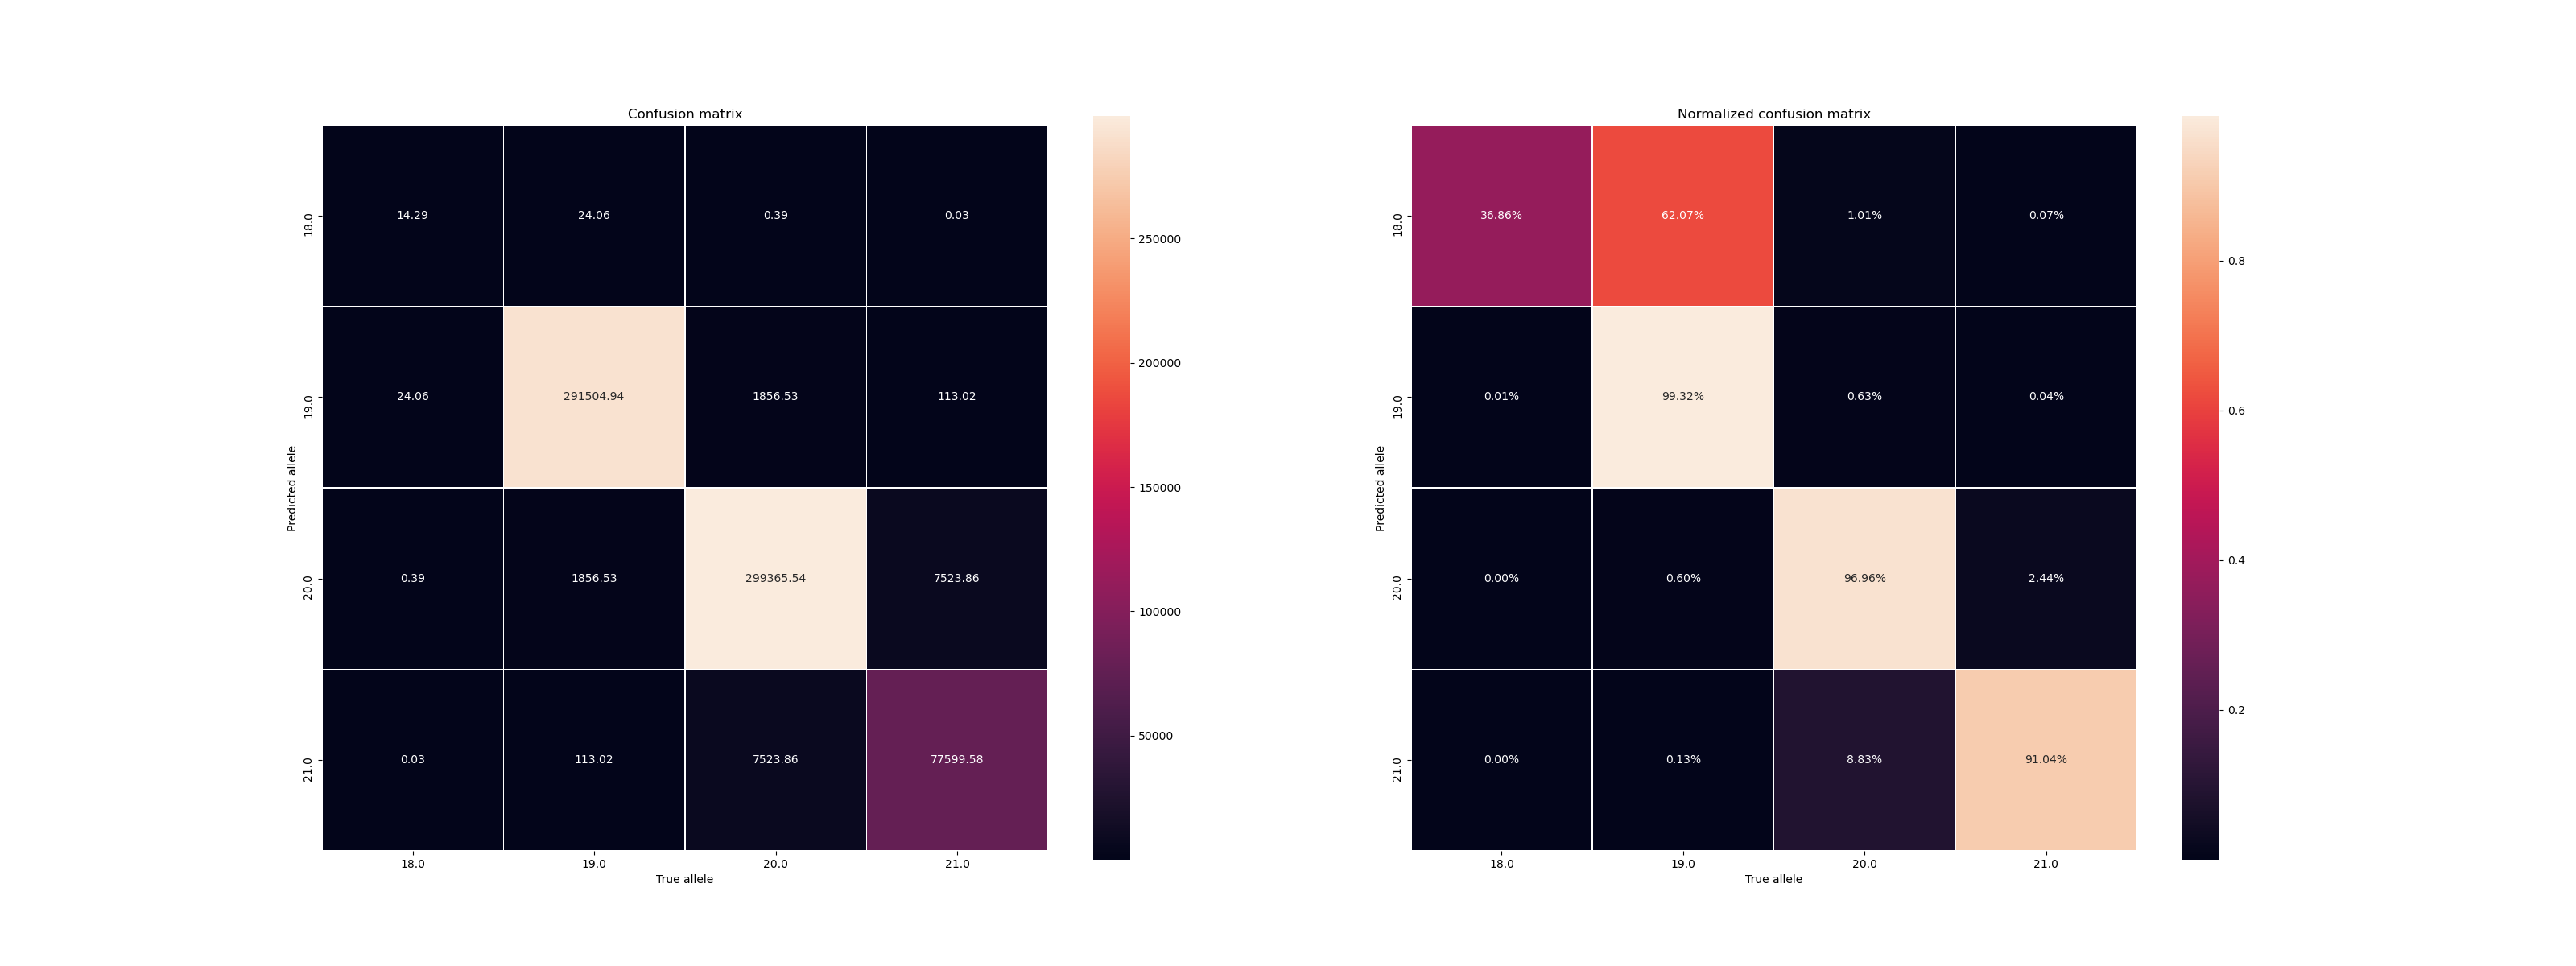 Confusion matrix
18.0 14.29 24.06 0.39 0.03
19.0 24.06 291504.94 1856.53 113.02
20.0 0.39 1856.53 299365.54 7523.86
21.0 0.03 113.02 7523.86 77599.58
Predicted allele
18.0 19.0 20.0 21.0
True allele
250000
200000
150000
100000
50000
Normalized confusion matrix
18.0 36.86% 62.07% 1.01% 0.07%
19.0 0.01% 99.32% 0.63% 0.04%
20.0 0.00% 0.60% 96.96% 2.44%
21.0 0.00% 0.13% 8.83% 91.04%
Predicted allele
18.0 19.0 20.0 21.0
True allele
0.8
0.6
0.4
0.2